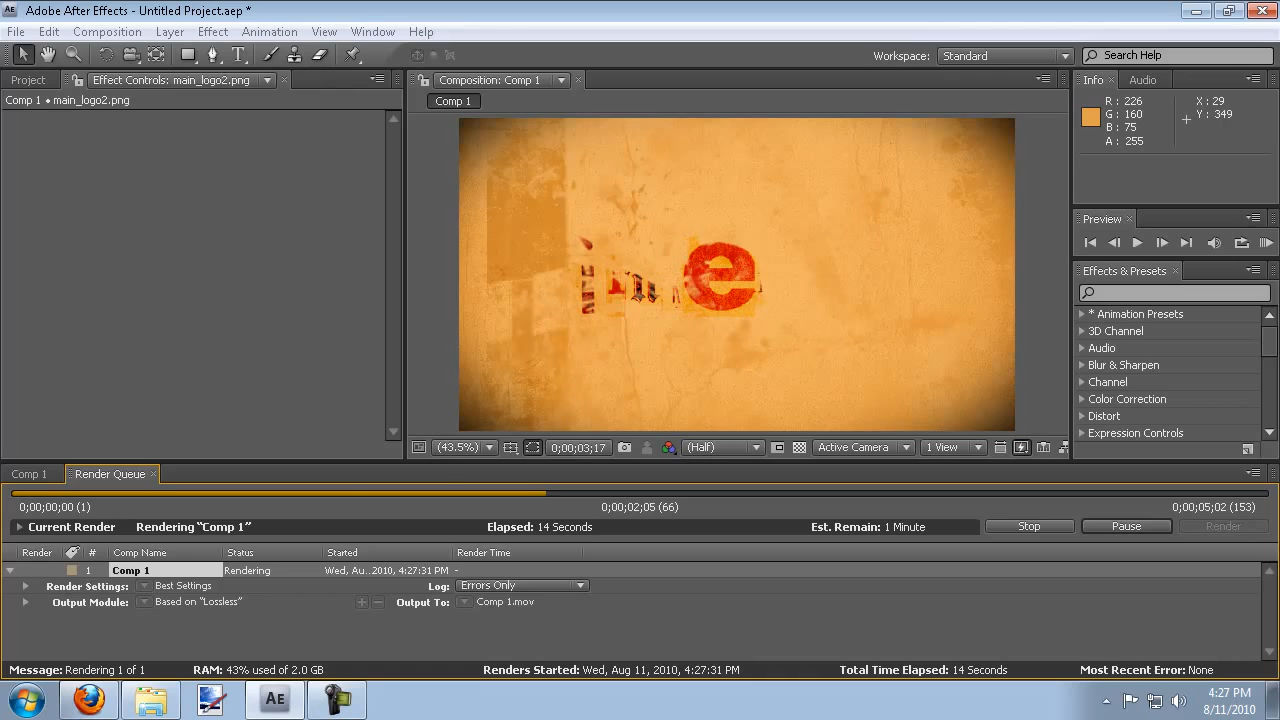 AE Adobe After Effects - Untitled Project.aep *
File Edit Composition Layer Effect Animation View Window Help
Workspace: Standard Search Help
Project Effect Controls: main_logo2.png Composition: Comp 1 Info Audio
Comp 1 • main_logo2.png
Comp 1
R : 226 X : 29
G : 160 Y : 349
B : 75
A : 255
e
Preview
Effects & Presets
* Animation Presets
3D Channel
Audio
Blur & Sharpen
Channel
Color Correction
Distort
Expression Controls
(43.5%) 0;00;03;17 (Half) Active Camera 1 View
Comp 1 Render Queue
0;00;00;00 (1) 0;00;02;05 (66) 0;00;05;02 (153)
Current Render Rendering “Comp 1” Elapsed: 14 Seconds Est. Remain: 1 Minute Stop Pause Render
Render # Comp Name Status Started Render Time
1 Comp 1 Rendering Wed, Au...2010, 4:27:31 PM -
Render Settings: Best Settings Log: Errors Only
Output Module: Based on “Lossless” Output To: Comp 1.mov
Message: Rendering 1 of 1 RAM: 43% used of 2.0 GB Renders Started: Wed, Aug 11, 2010, 4:27:31 PM Total Time Elapsed: 14 Seconds Most Recent Error: None
AE 4:27 PM
8/11/2010